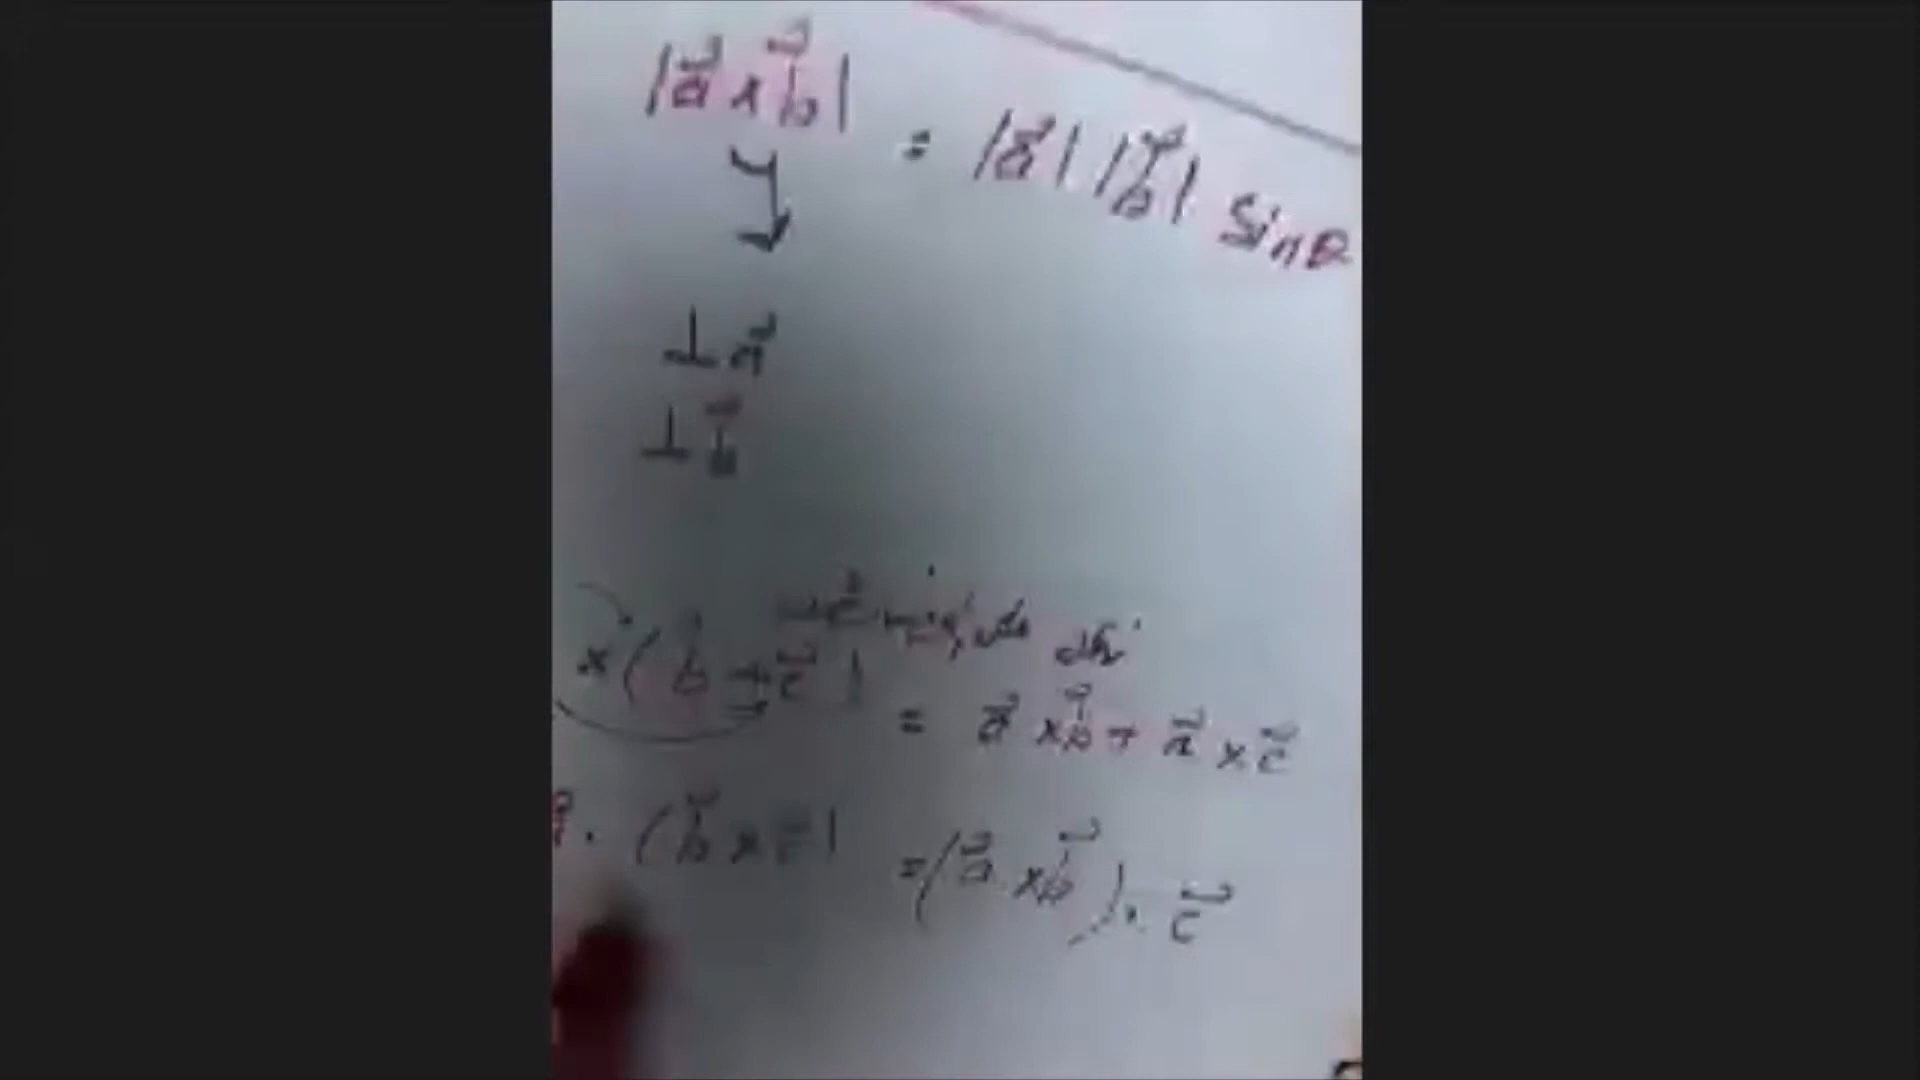 |a⃗ × b⃗| = |a⃗| |b⃗| sinθ
⊥ a⃗
⊥ b⃗
× (b⃗ + c⃗) = a⃗ × b⃗ + a⃗ × c⃗
. (b⃗ × c⃗) = (a⃗ × b⃗) . c⃗